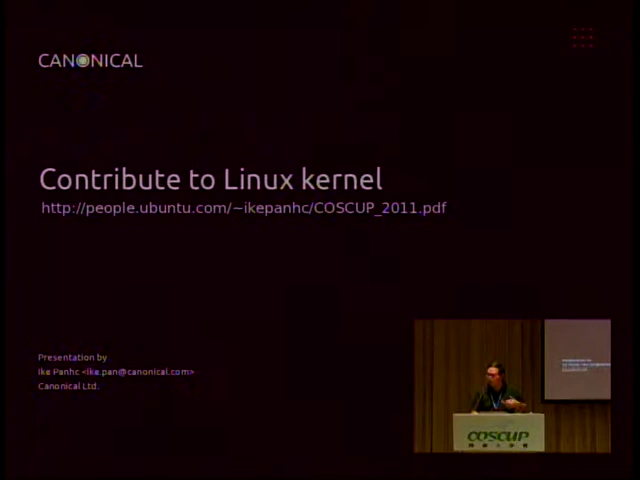 CANONICAL
Contribute to Linux kernel
http://people.ubuntu.com/~ikepanhc/COSCUP_2011.pdf
Presentation by
Ike Panhc <ike.pan@canonical.com>
Canonical Ltd.
COSCUP